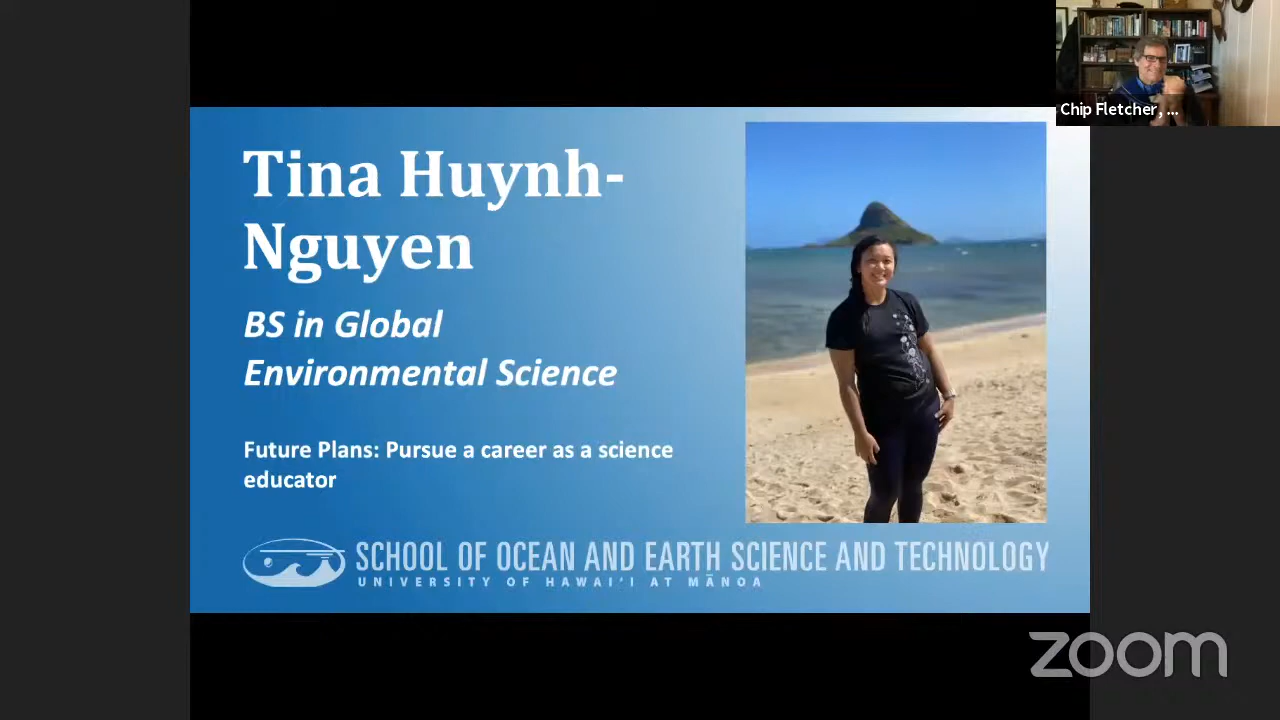 Chip Fletcher, ...
Tina Huynh-
Nguyen
BS in Global
Environmental Science
Future Plans: Pursue a career as a science
educator
SCHOOL OF OCEAN AND EARTH SCIENCE AND TECHNOLOGY
UNIVERSITY OF HAWAIʻI AT MĀNOA
zoom